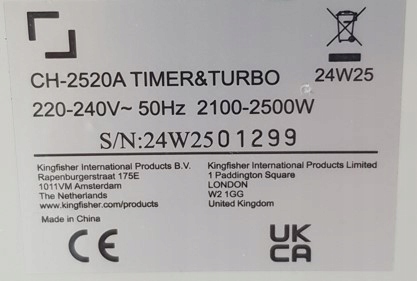 CH-2520A TIMER&TURBO 24W25
220-240V~ 50Hz 2100-2500W
S/N:24W2501299
Kingfisher International Products B.V.
Rapenburgerstraat 175E
1011VM Amsterdam
The Netherlands
www.kingfisher.com/products
Kingfisher International Products Limited
1 Paddington Square
LONDON
W2 1GG
United Kingdom
Made in China
CE
UK
CA